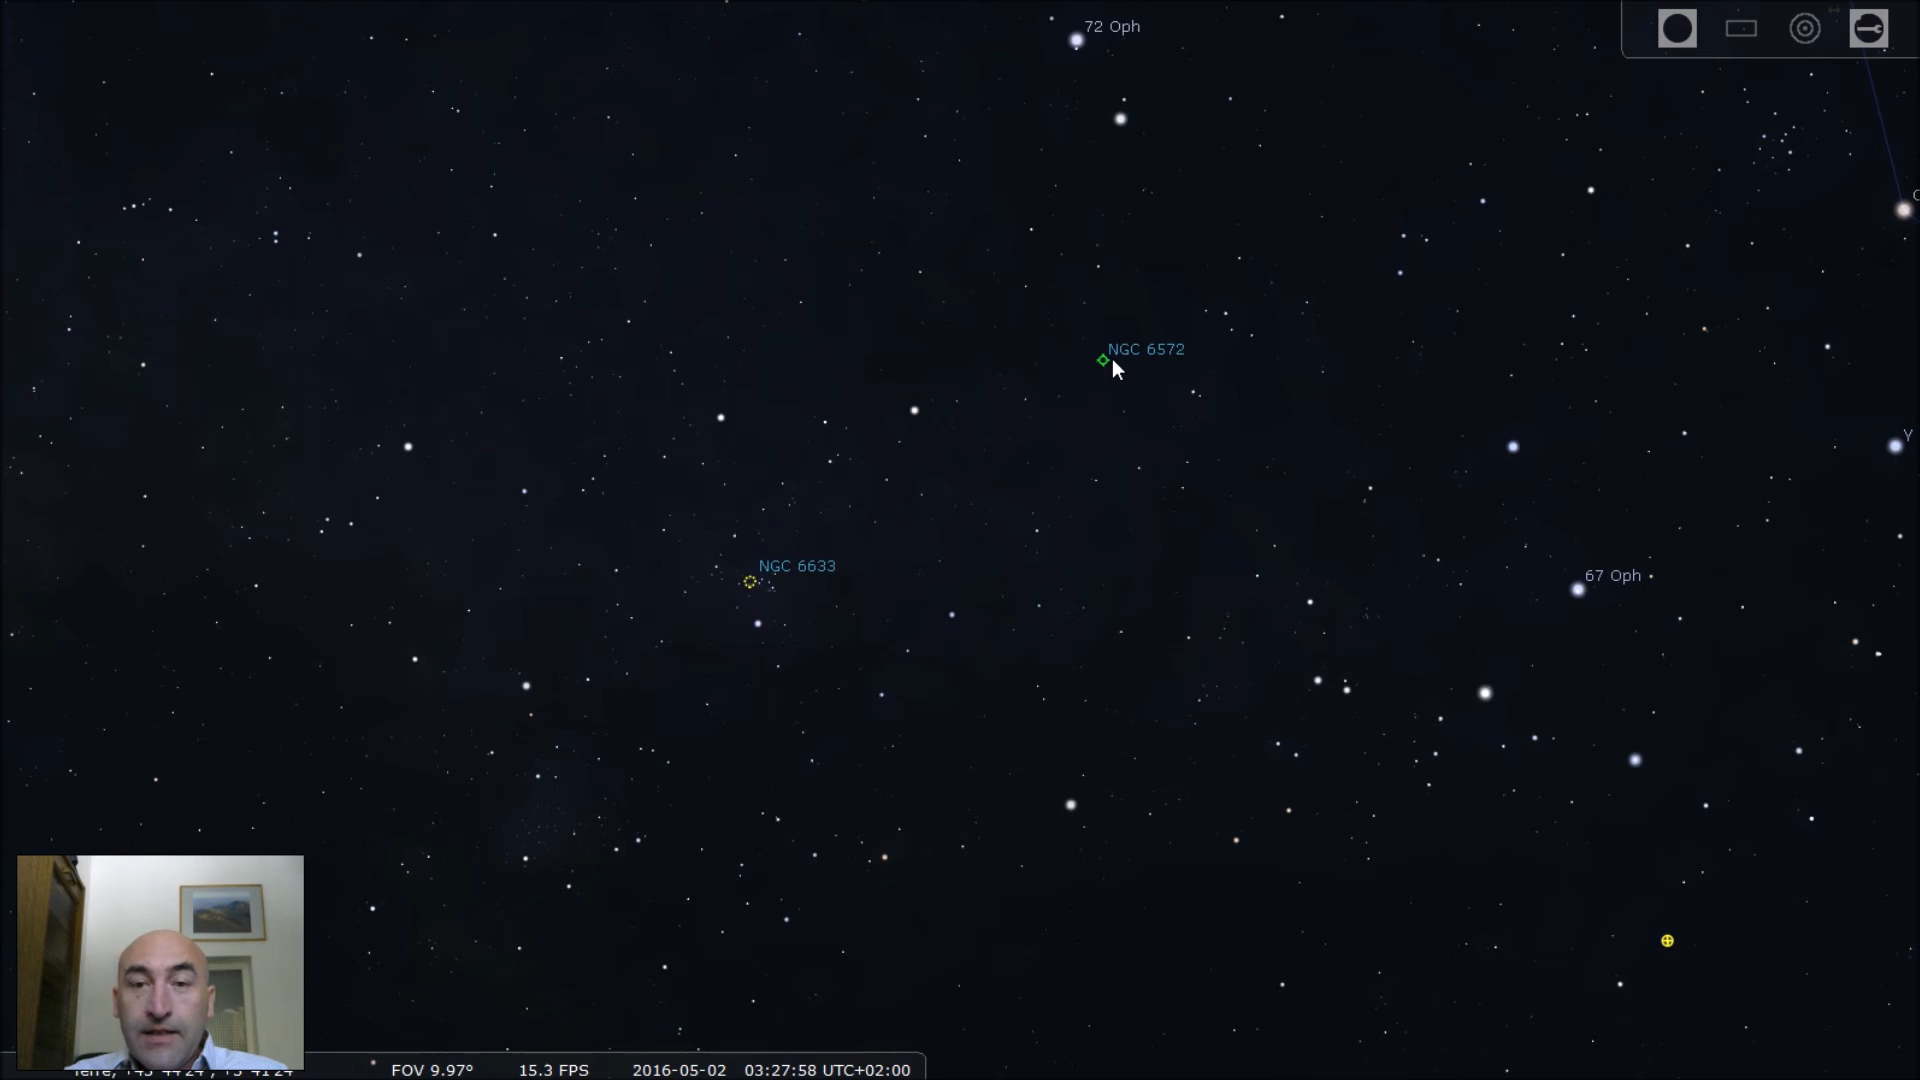 72 Oph
NGC 6572
Y
NGC 6633
67 Oph
FOV 9.97° 15.3 FPS 2016-05-02 03:27:58 UTC+02:00